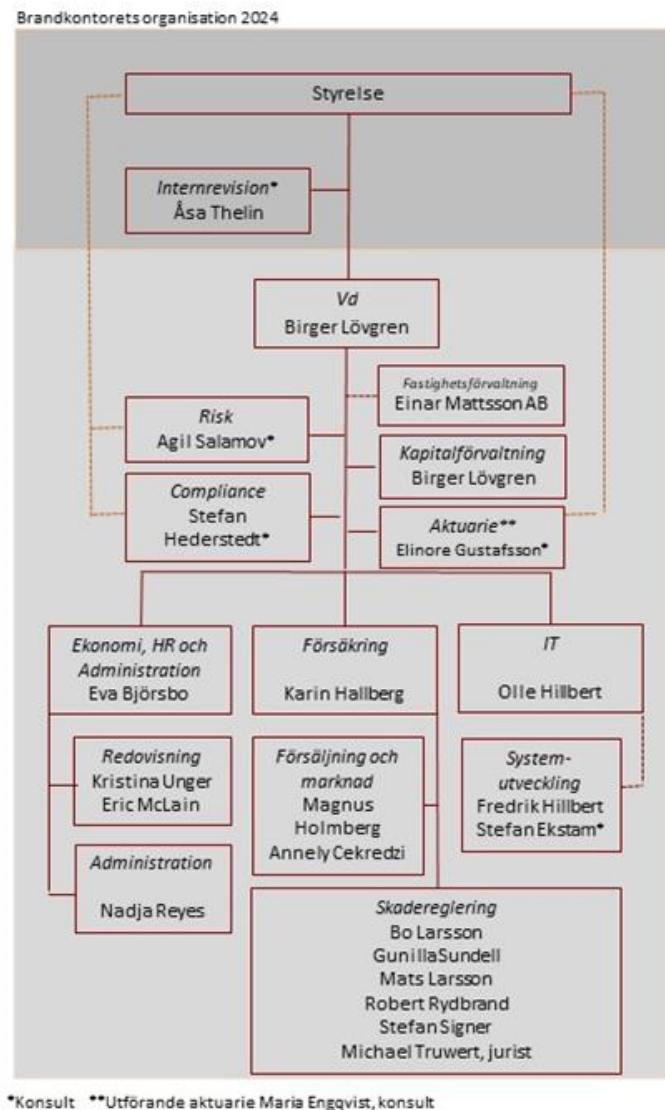 Brandkontorets organisation 2024
Styrelse
Internrevision*
Åsa Thelin
Vd
Birger Lövgren
Fastighetsförvaltning
Einar Mattsson AB
Risk
Agil Salamov*
Kapitalförvaltning
Birger Lövgren
Compliance
Stefan
Hederstedt*
Aktuarie**
Elinore Gustafsson*
Ekonomi, HR och
Administration
Eva Björsbo
Försäkring
Karin Hallberg
IT
Olle Hillbert
Redovisning
Kristina Unger
Eric McLain
Försäljning och
marknad
Magnus
Holmberg
Annely Cekredzi
System-
utveckling
Fredrik Hillbert
Stefan Ekstam*
Administration
Nadja Reyes
Skadereglering
Bo Larsson
GunillaSundell
Mats Larsson
Robert Rydbrand
Stefan Signer
Michael Truwert, jurist
*Konsult **Utförande aktuarie Maria Engqvist, konsult